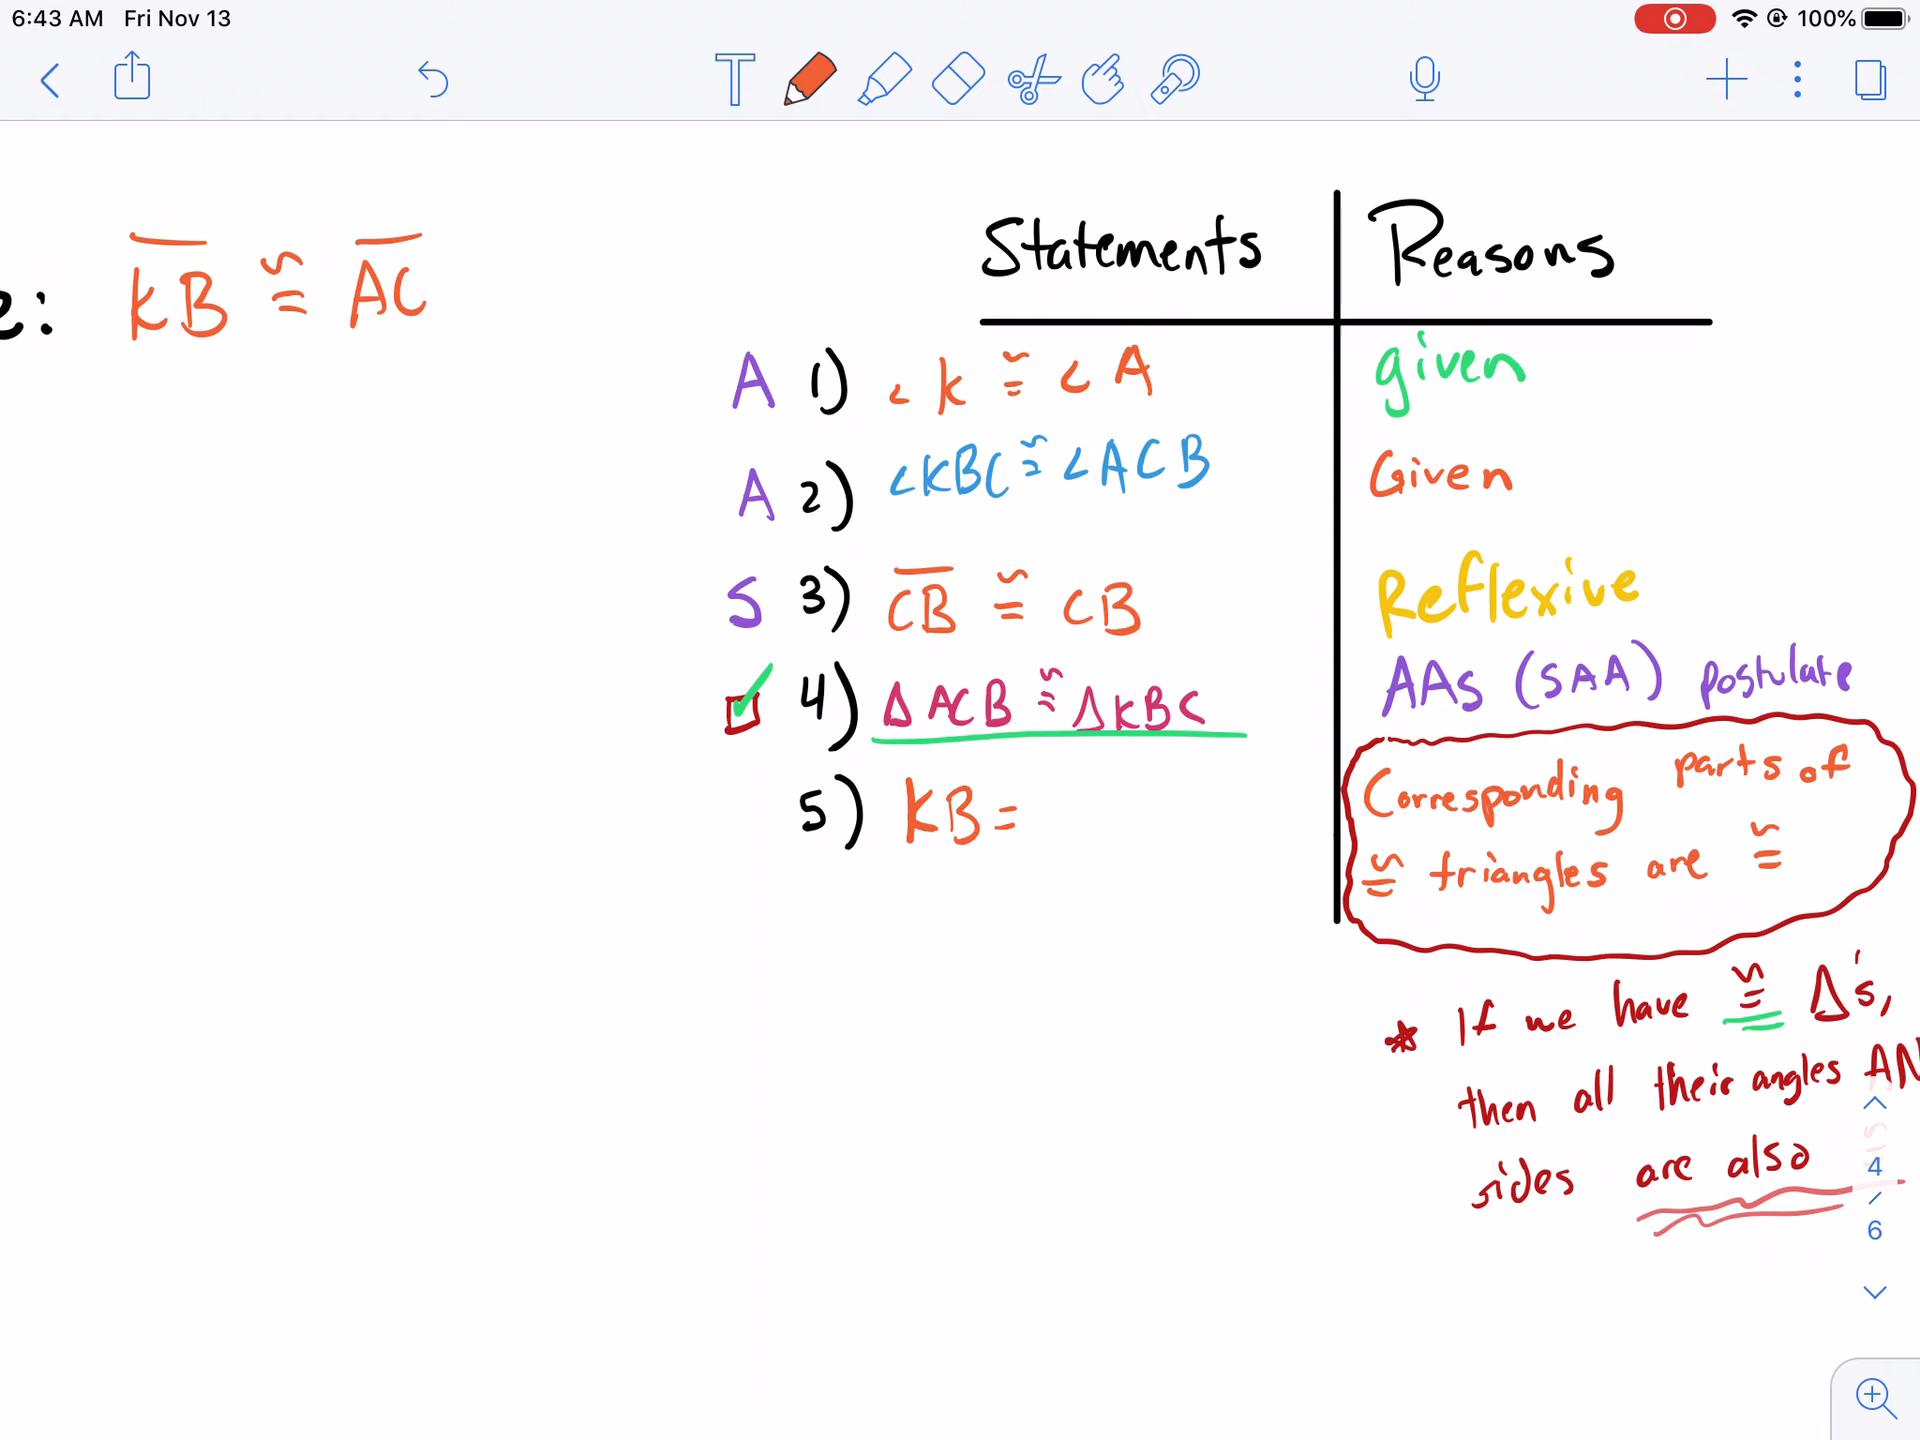 6:43 AM Fri Nov 13 100%
T
e: KB ≅ AC
Statements Reasons
A 1) ∠K ≅ ∠A given
A 2) ∠KBC ≅ ∠ACB Given
S 3) CB ≅ CB Reflexive
4) ΔACB ≅ ΔKBC AAS (SAA) postulate
5) KB = Corresponding parts of
≅ triangles are ≅
* If we have ≅ Δ's,
then all their angles AN
sides are also
4
/
6